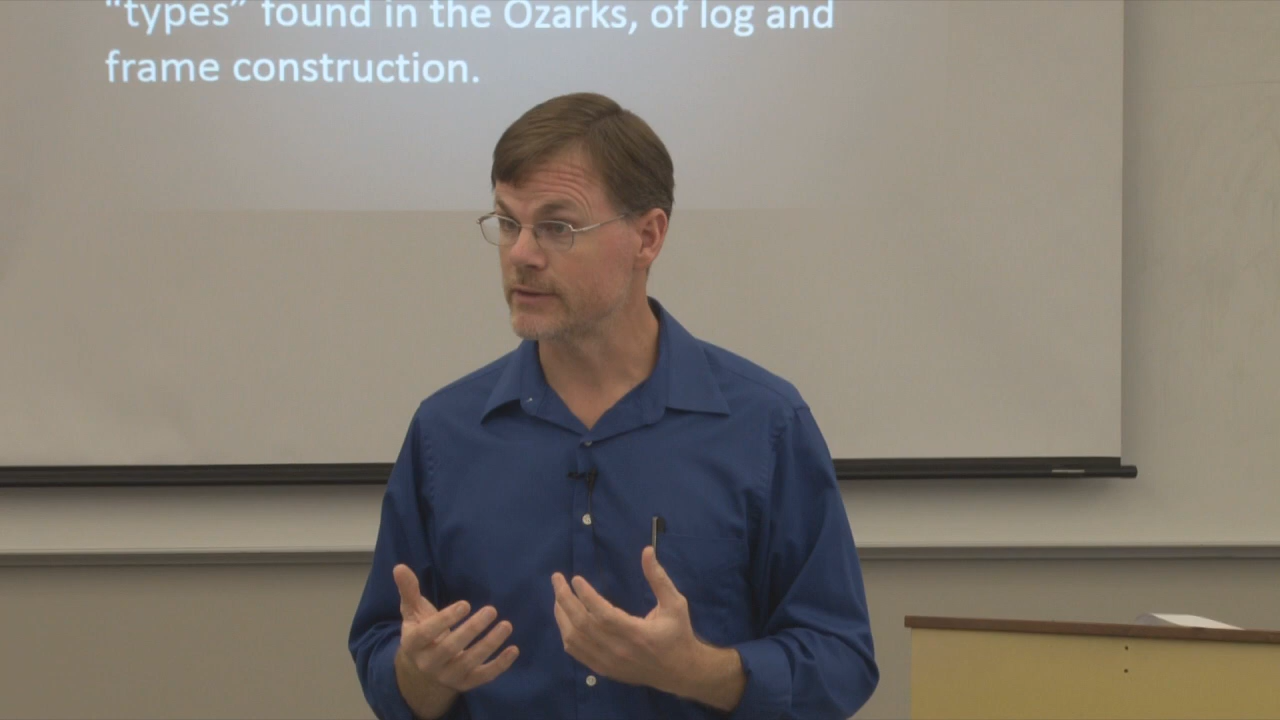 “types” found in the Ozarks, of log and
frame construction.